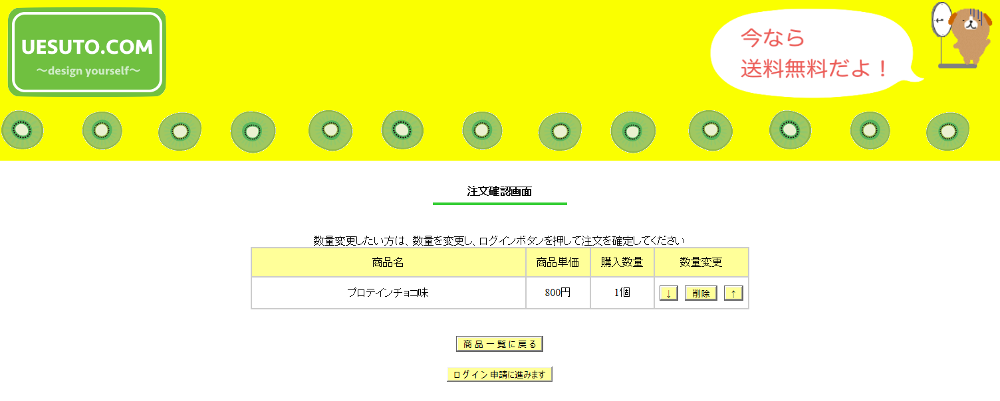 UESUTO.COM
～design yourself～
今なら
送料無料だよ！
注文確認画面
数量変更したい方は、数量を変更し、ログインボタンを押して注文を確定してください
商品名 商品単価 購入数量 数量変更
プロテインチョコ味 800円 1個 ↓ 削除 ↑
商品一覧に戻る
ログイン申請に進みます